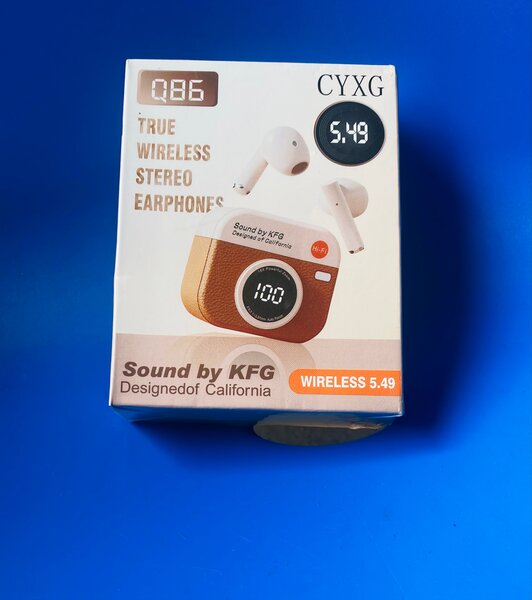 Q86
CYXG
5.49
TRUE
WIRELESS
STEREO
EARPHONES
Sound by KFG
Designed of California
Hi-Fi
100
Sound by KFG
Designedof California
WIRELESS 5.49